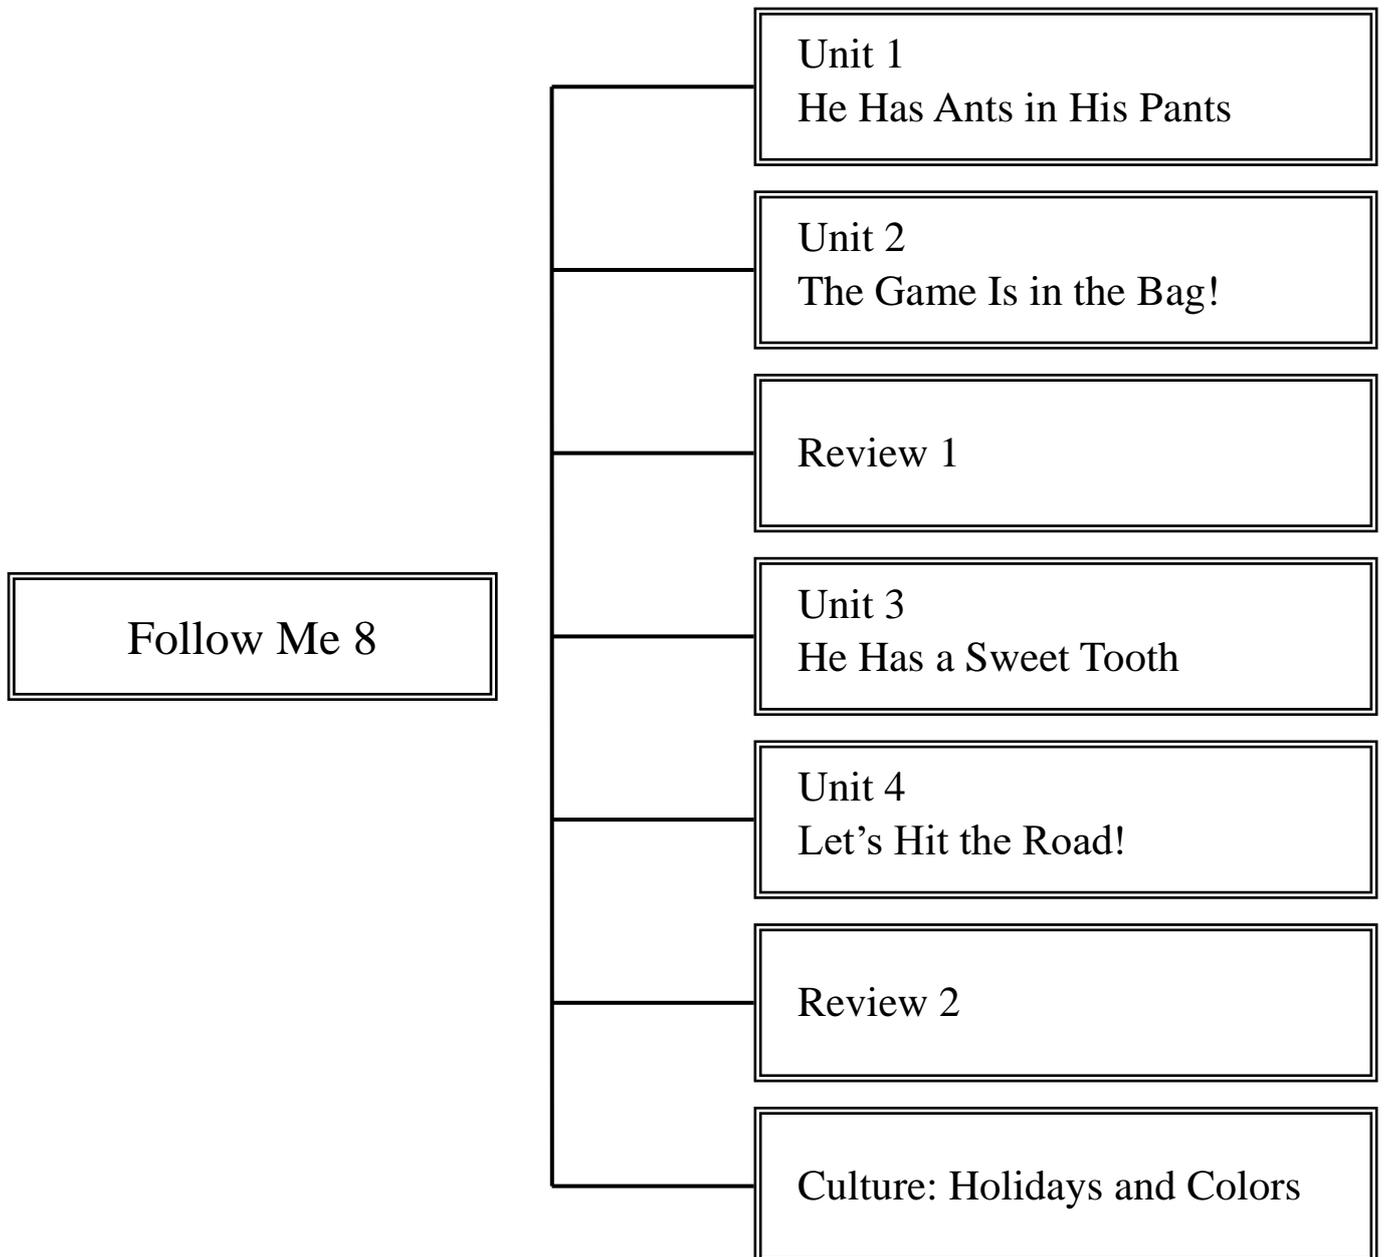 Follow Me 8
Unit 1
He Has Ants in His Pants
Unit 2
The Game Is in the Bag!
Review 1
Unit 3
He Has a Sweet Tooth
Unit 4
Let’s Hit the Road!
Review 2
Culture: Holidays and Colors